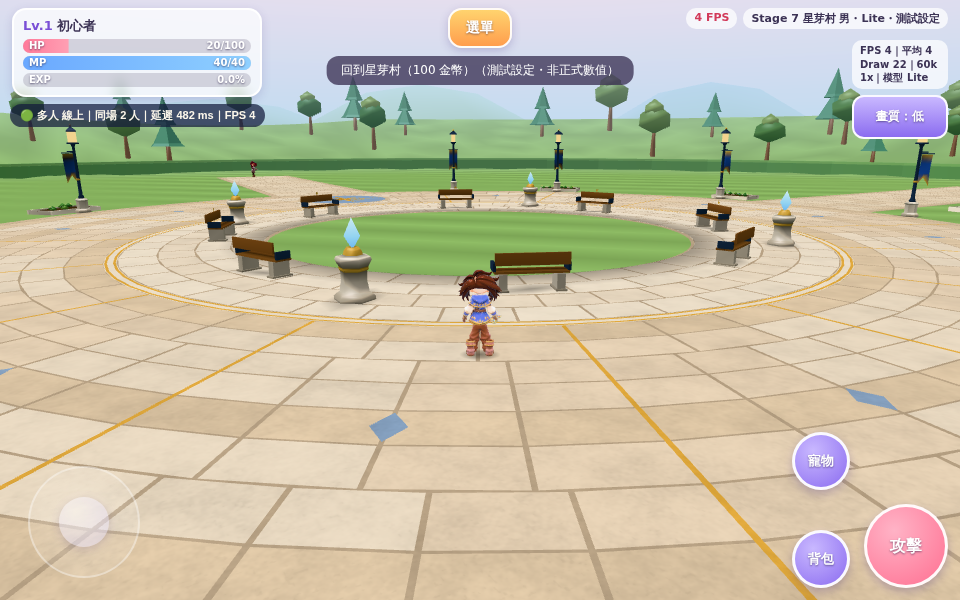 Lv.1 初心者
HP 20/100
MP 40/40
EXP 0.0%
多人 線上｜同場 2 人｜延遲 482 ms｜FPS 4
選單
回到星芽村（100 金幣）（測試設定・非正式數值）
4 FPS
Stage 7 星芽村 男・Lite・測試設定
FPS 4｜平均 4
Draw 22｜60k
1x｜模型 Lite
畫質：低
寵物
攻擊
背包